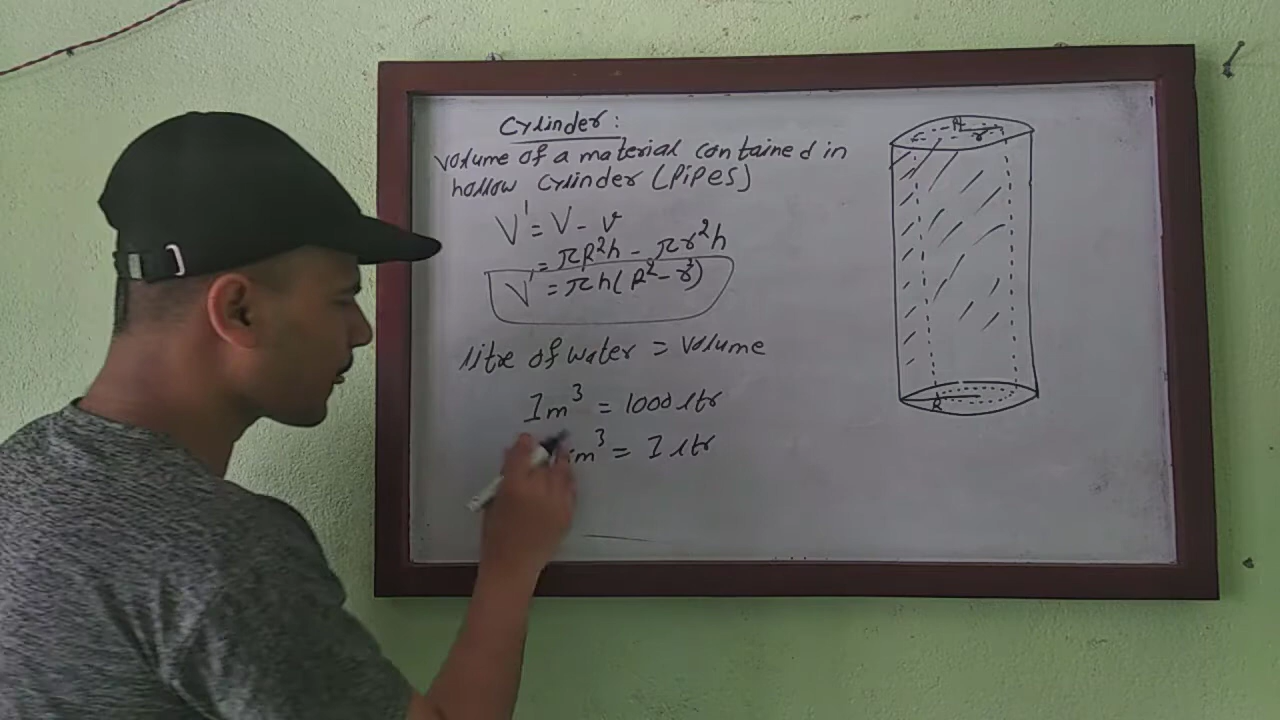 Cylinder:
volume of a material contained in
hollow cylinder (Pipes)
V' = V - v
= πR²h - πr²h
V' = πh(R² - r²)
litre of water = volume
1m³ = 1000 ltr
m³ = 1 ltr
R
r
R